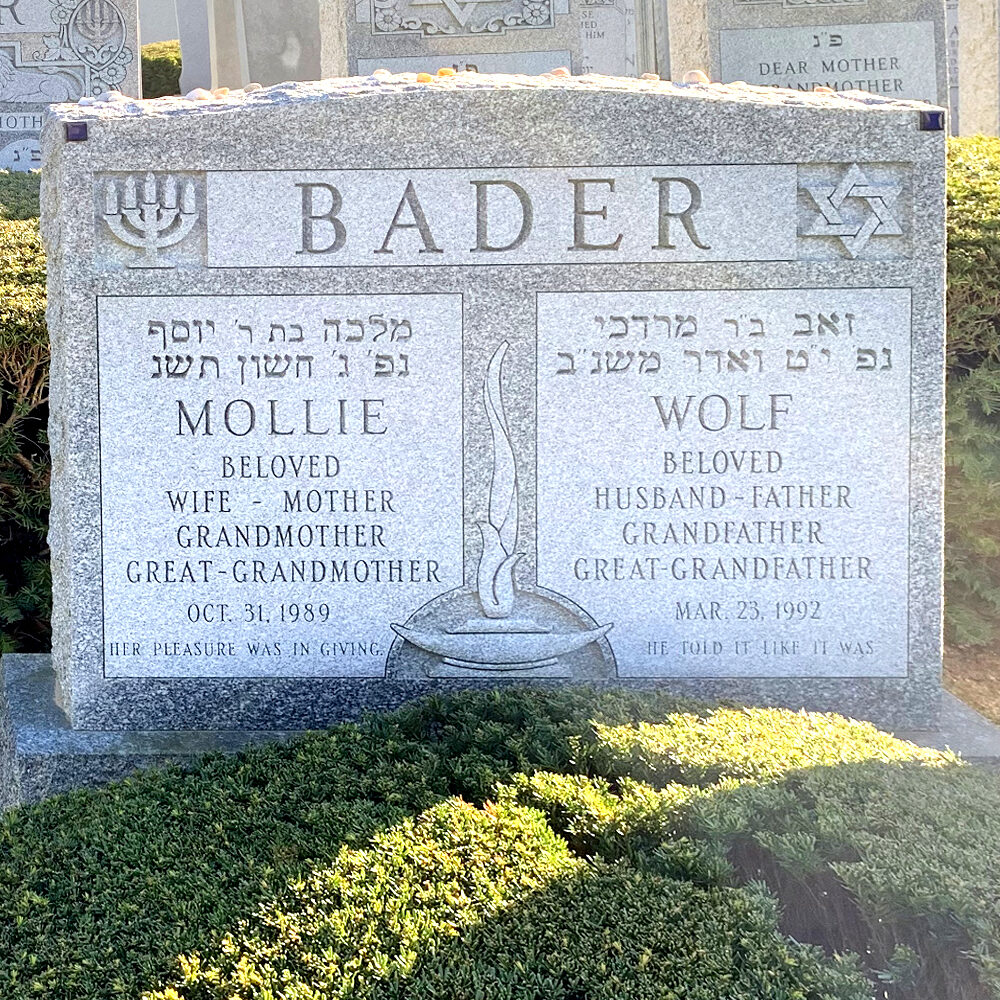 פ״נ
DEAR MOTHER
HIM
BADER
מלכה בת ר׳ יוסף
נפ׳ ג׳ חשון תשנ
MOLLIE
BELOVED
WIFE - MOTHER
GRANDMOTHER
GREAT-GRANDMOTHER
OCT. 31, 1989
HER PLEASURE WAS IN GIVING.
זאב ב״ר מרדכי
נפ׳ י״ט ואדר משנ״ב
WOLF
BELOVED
HUSBAND-FATHER
GRANDFATHER
GREAT-GRANDFATHER
MAR. 23, 1992
HE TOLD IT LIKE IT WAS